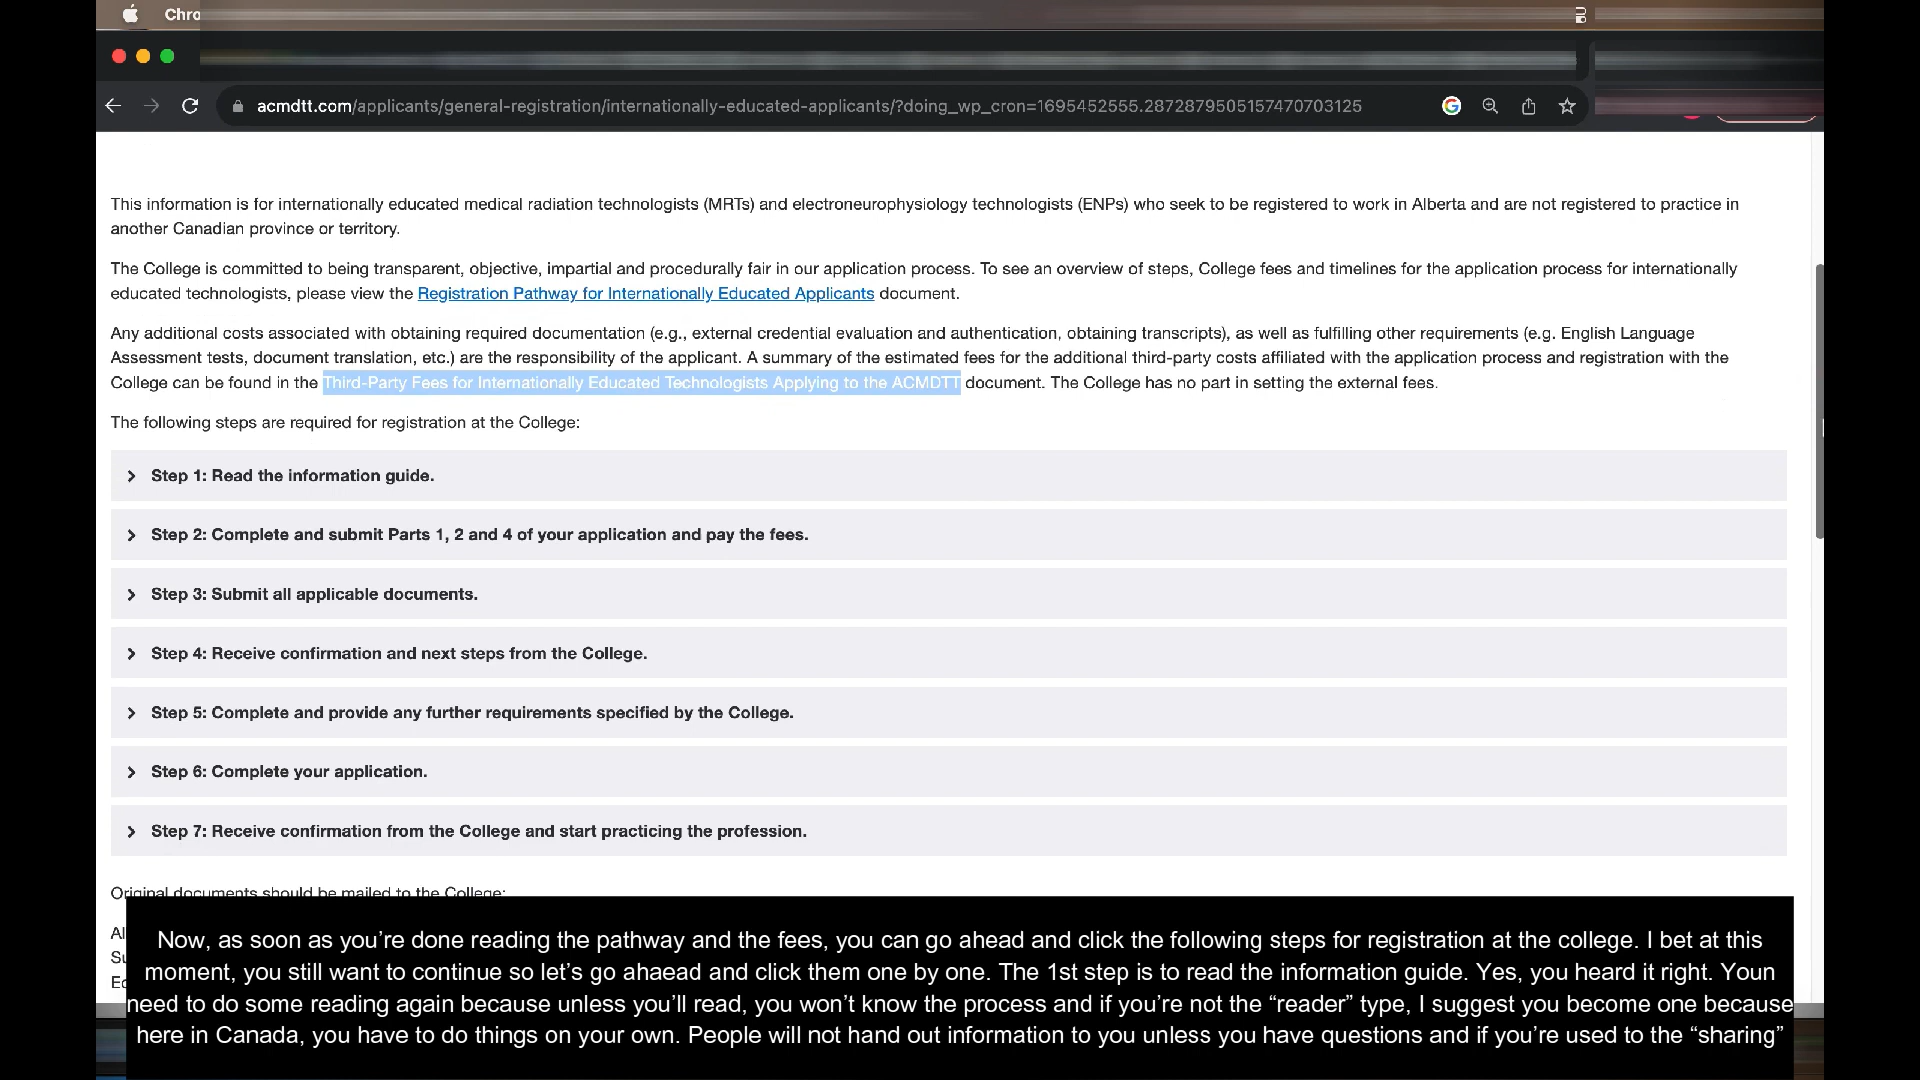 Chro
acmdtt.com/applicants/general-registration/internationally-educated-applicants/?doing_wp_cron=1695452555.2872879505157470703125
This information is for internationally educated medical radiation technologists (MRTs) and electroneurophysiology technologists (ENPs) who seek to be registered to work in Alberta and are not registered to practice in
another Canadian province or territory.
The College is committed to being transparent, objective, impartial and procedurally fair in our application process. To see an overview of steps, College fees and timelines for the application process for internationally
educated technologists, please view the Registration Pathway for Internationally Educated Applicants document.
Any additional costs associated with obtaining required documentation (e.g., external credential evaluation and authentication, obtaining transcripts), as well as fulfilling other requirements (e.g. English Language
Assessment tests, document translation, etc.) are the responsibility of the applicant. A summary of the estimated fees for the additional third-party costs affiliated with the application process and registration with the
College can be found in the Third-Party Fees for Internationally Educated Technologists Applying to the ACMDTT document. The College has no part in setting the external fees.
The following steps are required for registration at the College:
Step 1: Read the information guide.
Step 2: Complete and submit Parts 1, 2 and 4 of your application and pay the fees.
Step 3: Submit all applicable documents.
Step 4: Receive confirmation and next steps from the College.
Step 5: Complete and provide any further requirements specified by the College.
Step 6: Complete your application.
Step 7: Receive confirmation from the College and start practicing the profession.
Original documents should be mailed to the College:
Al
Su
Ed
Now, as soon as you’re done reading the pathway and the fees, you can go ahead and click the following steps for registration at the college. I bet at this
moment, you still want to continue so let’s go ahaead and click them one by one. The 1st step is to read the information guide. Yes, you heard it right. Youn
need to do some reading again because unless you’ll read, you won’t know the process and if you’re not the “reader” type, I suggest you become one because
here in Canada, you have to do things on your own. People will not hand out information to you unless you have questions and if you’re used to the “sharing”